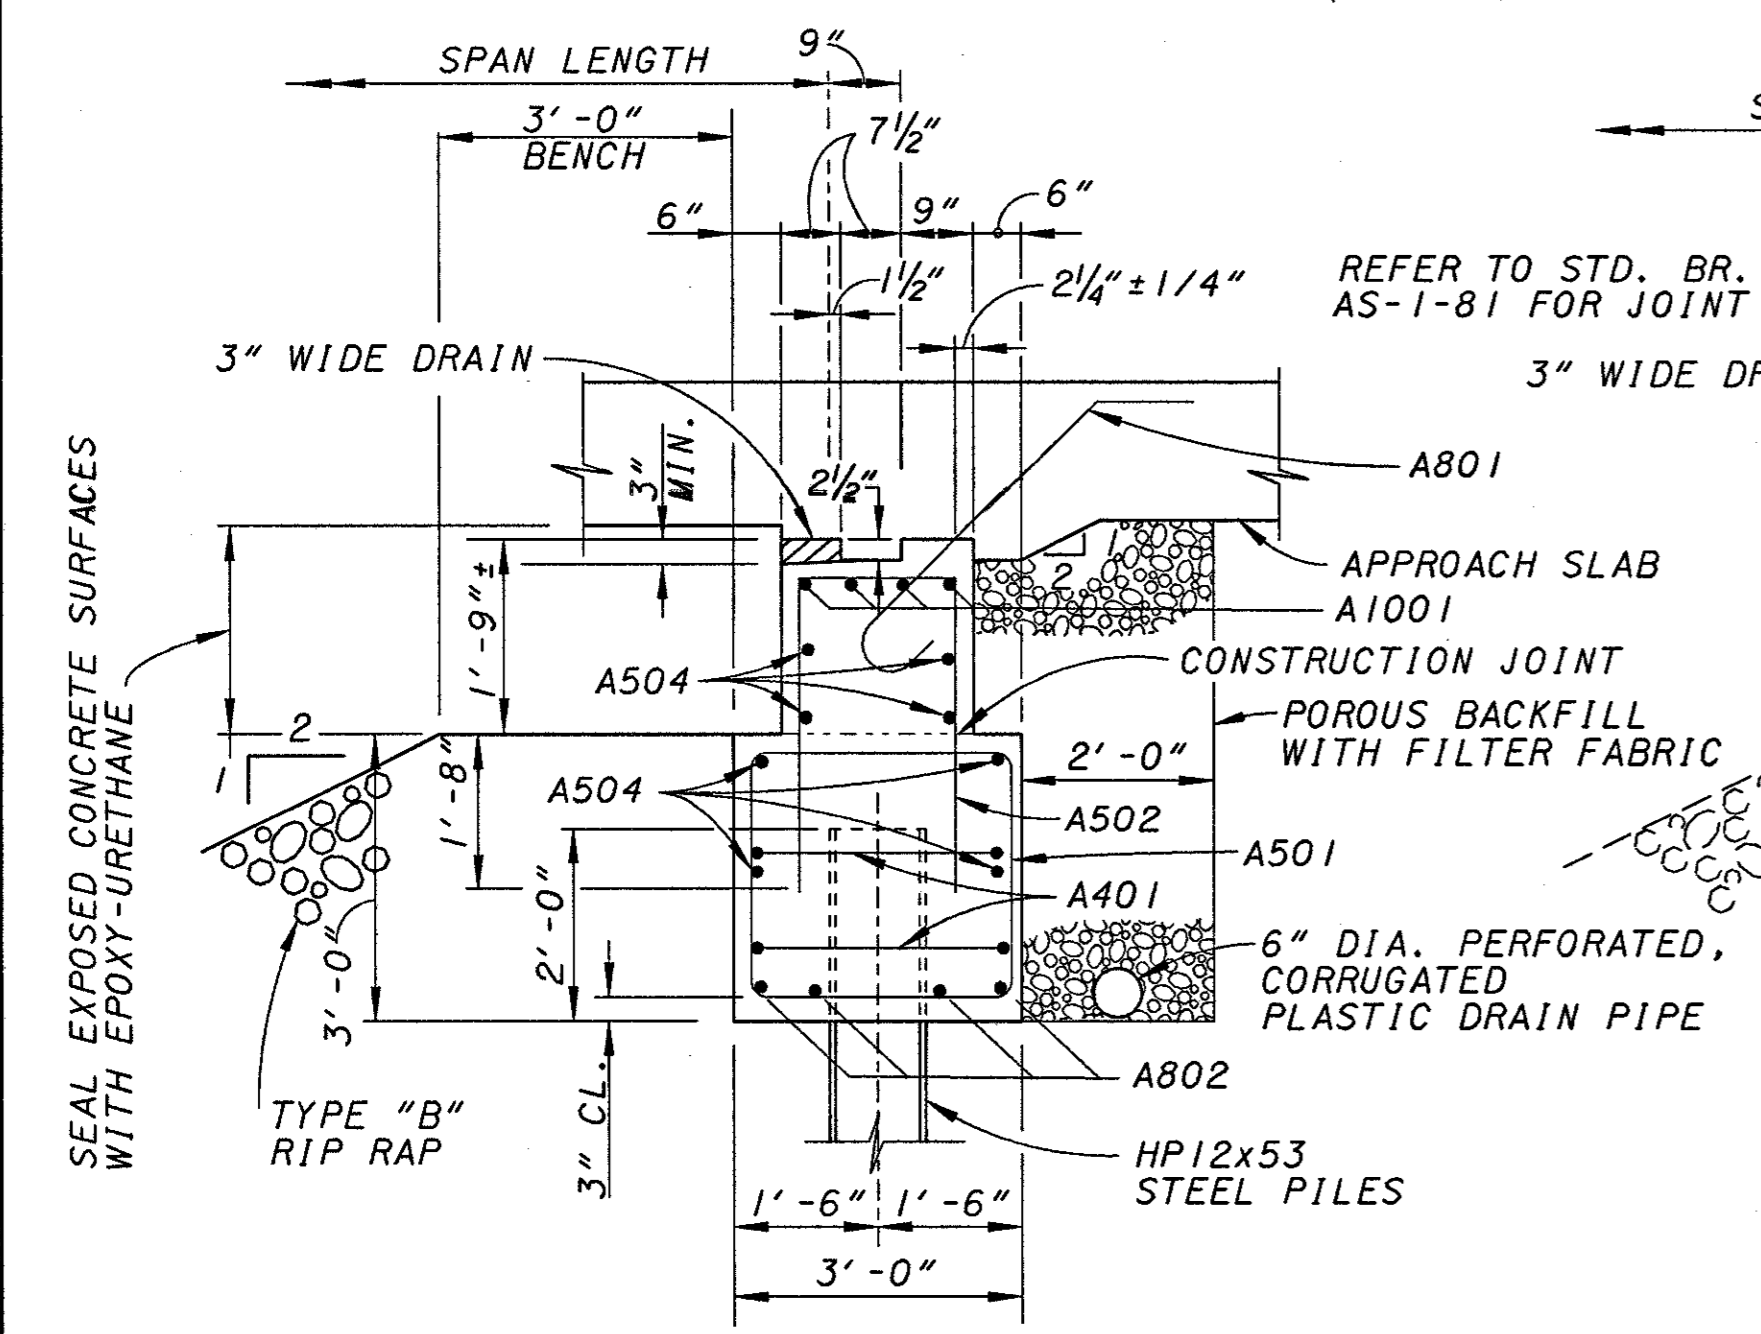 SPAN LENGTH
9"
3'-0"
BENCH
7½"
6"
9"
6"
1½"
2¼" ± 1/4"
REFER TO STD. BR.
AS-1-81 FOR JOINT
3" WIDE DRAIN
3" WIDE
3"
MIN.
2½"
A801
SEAL EXPOSED CONCRETE SURFACES
WITH EPOXY-URETHANE
1'-9"±
1
2
APPROACH SLAB
A1001
CONSTRUCTION JOINT
A504
POROUS BACKFILL
WITH FILTER FABRIC
2
1
1'-8"
A504
2'-0"
A502
A501
A401
2'-0"
3'-0"
6" DIA. PERFORATED,
CORRUGATED
PLASTIC DRAIN PIPE
A802
3" CL.
TYPE "B"
RIP RAP
HP12x53
STEEL PILES
1'-6"
1'-6"
3'-0"